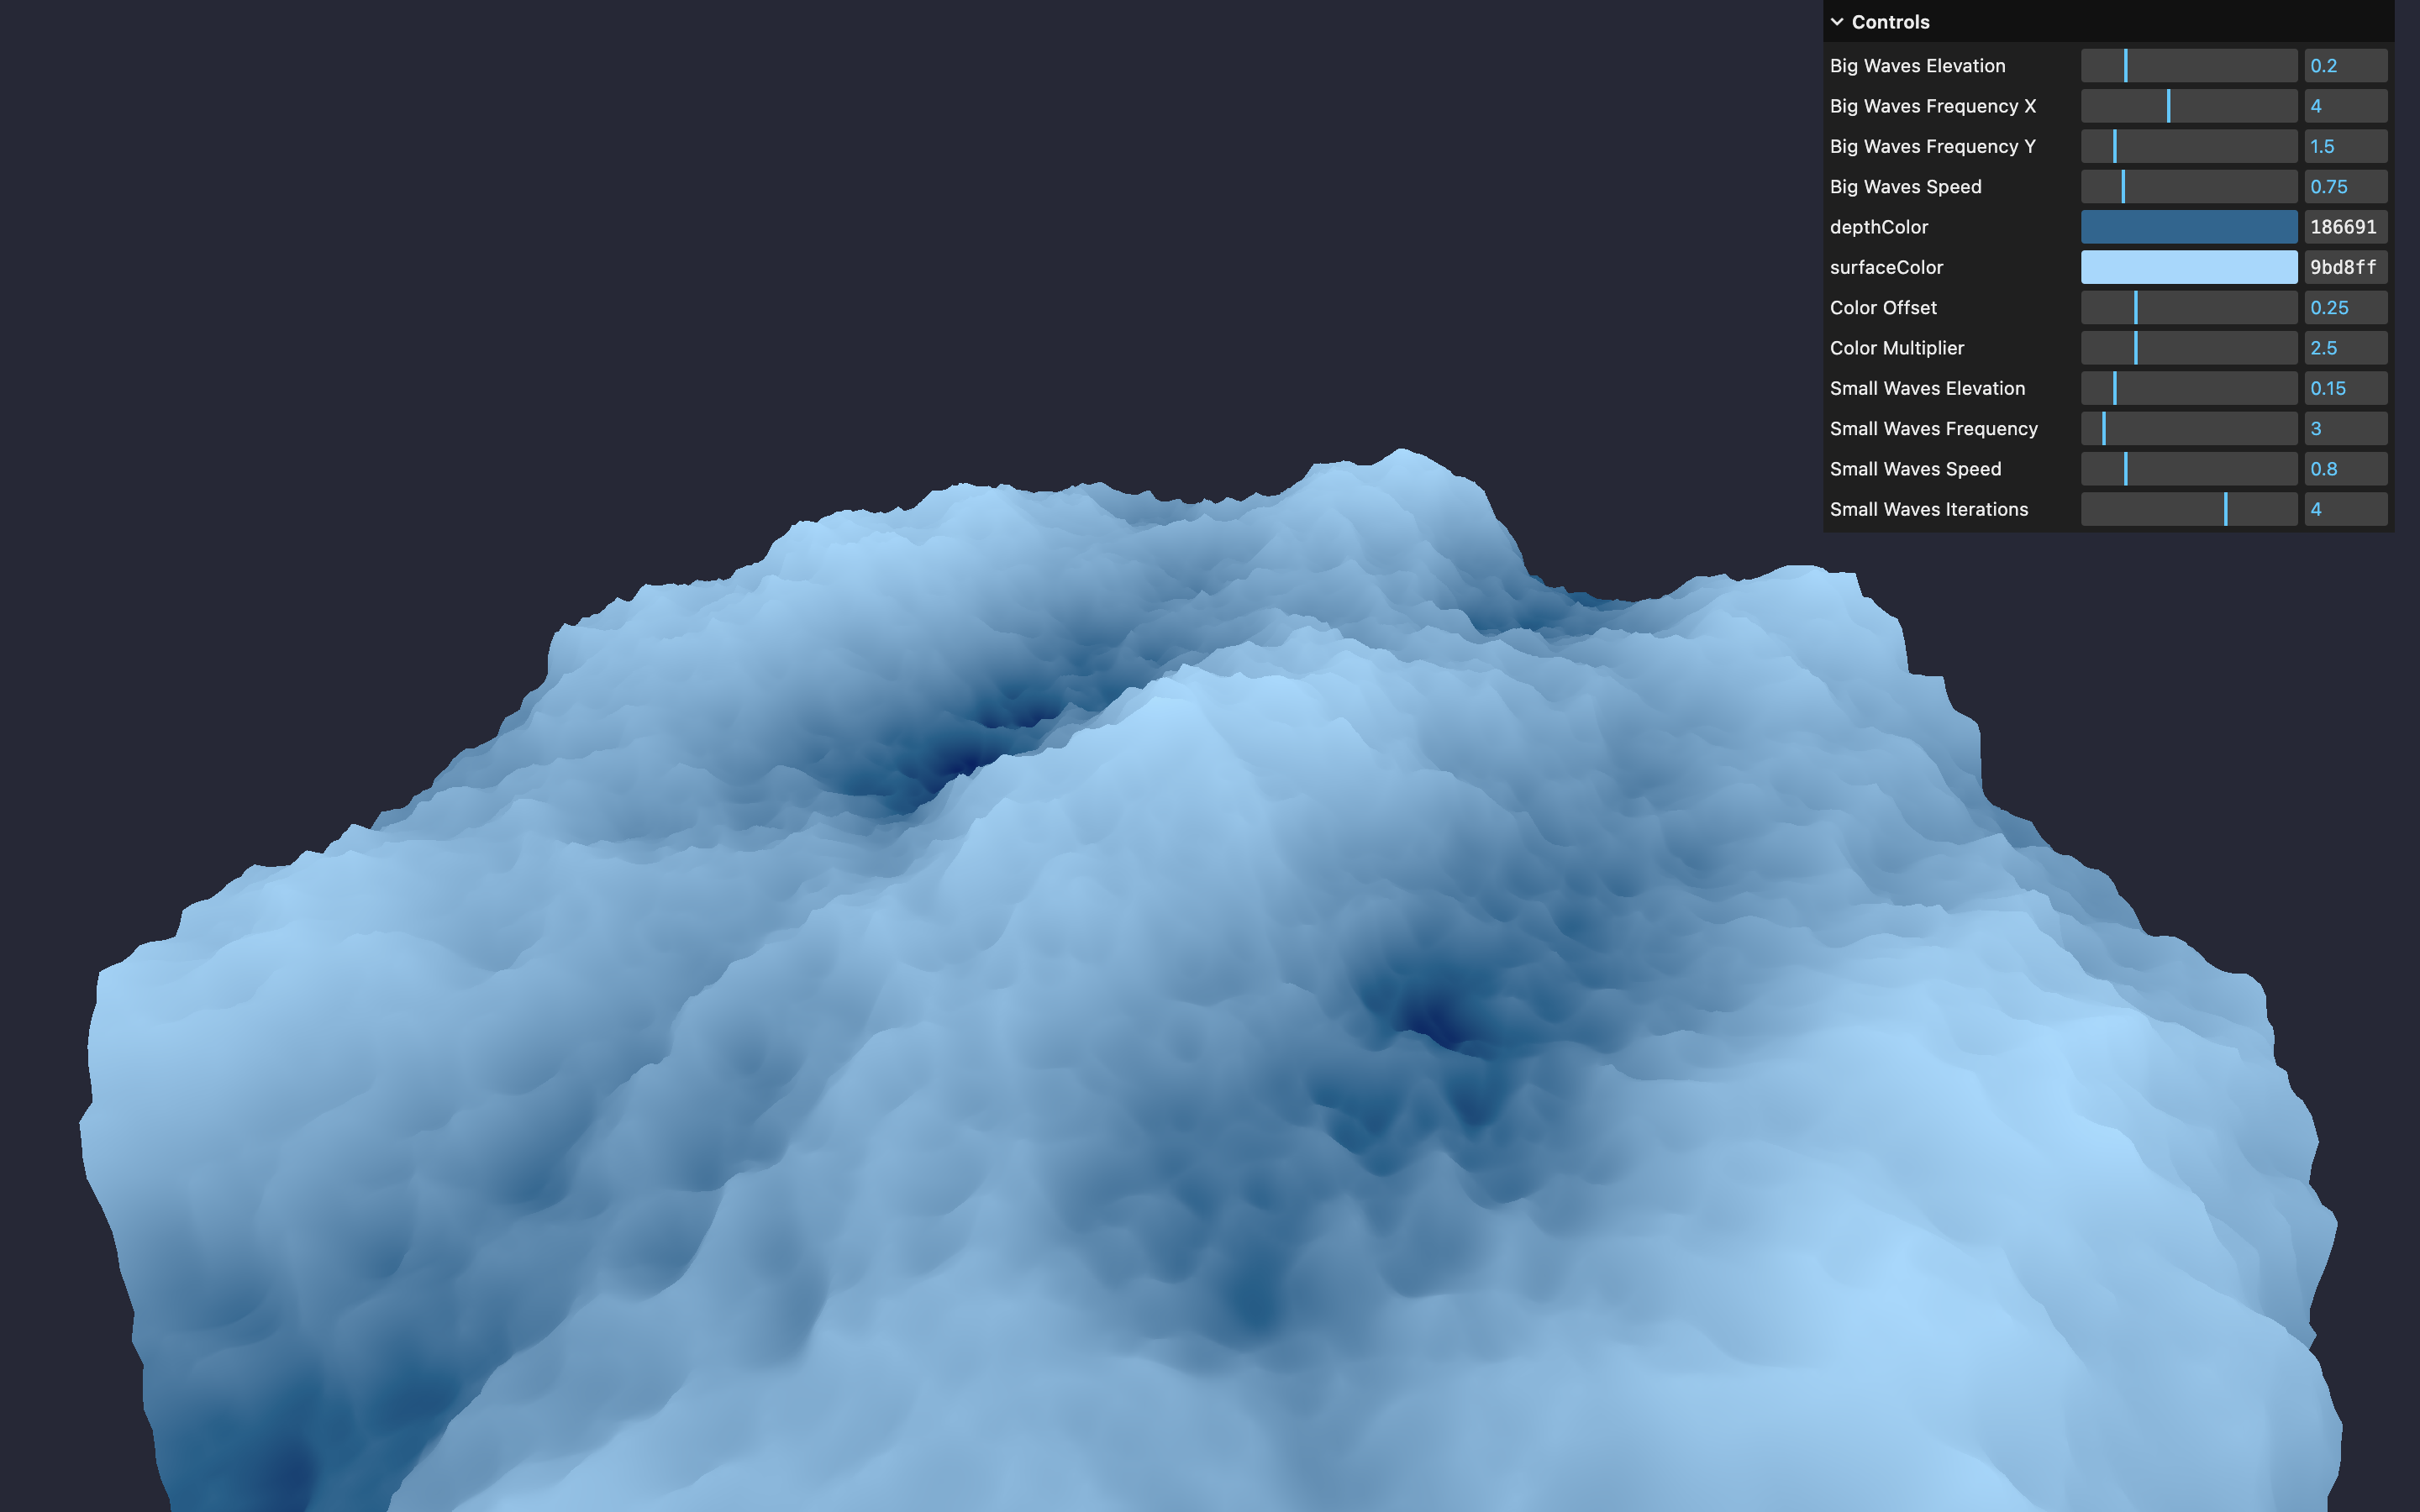 Controls
Big Waves Elevation 0.2
Big Waves Frequency X 4
Big Waves Frequency Y 1.5
Big Waves Speed 0.75
depthColor 186691
surfaceColor 9bd8ff
Color Offset 0.25
Color Multiplier 2.5
Small Waves Elevation 0.15
Small Waves Frequency 3
Small Waves Speed 0.8
Small Waves Iterations 4